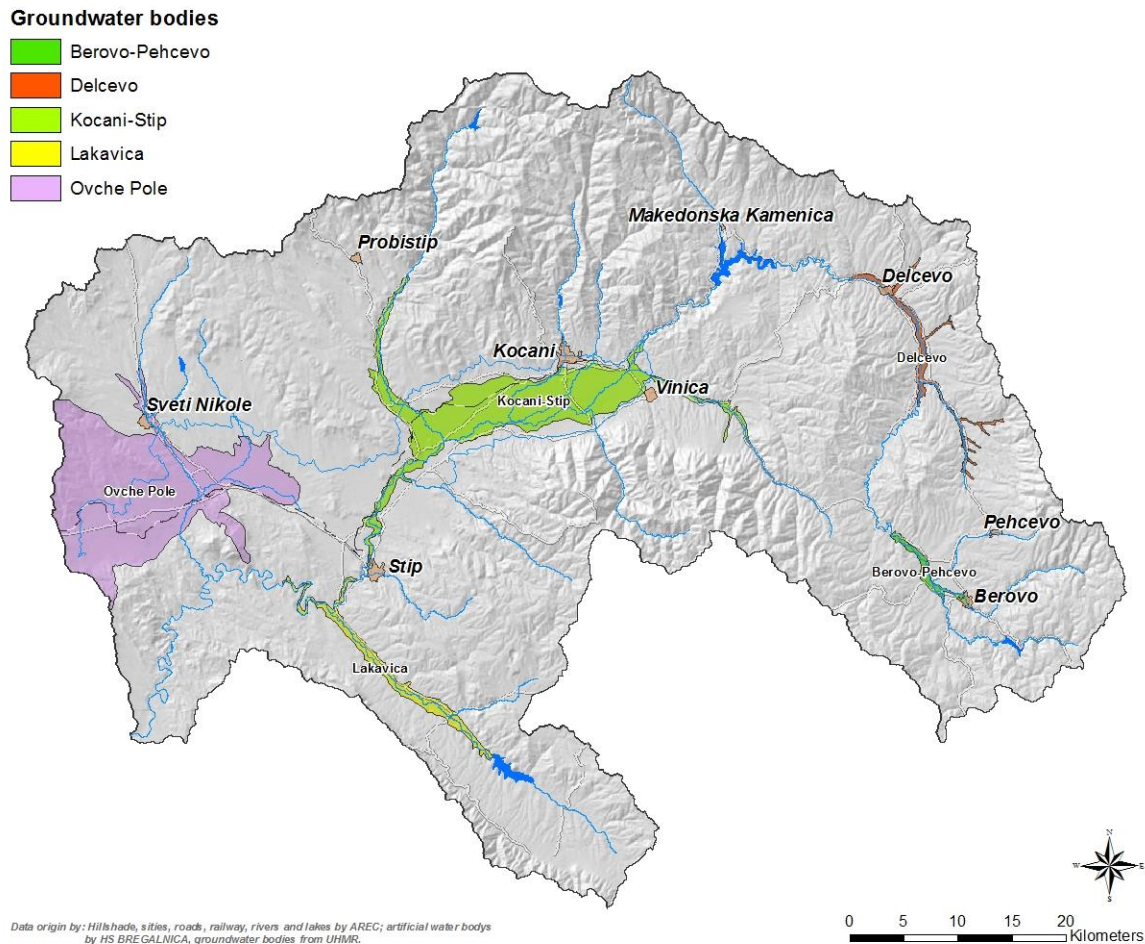 Groundwater bodies
Berovo-Pehcevo
Delcevo
Kocani-Stip
Lakavica
Ovche Pole
Makedonska Kamenica
Probistip
Delcevo
Kocani
Delcevo
Vinica
Kocani-Stip
Sveti Nikole
Ovche Pole
Pehcevo
Stip
Berovo-Pehcevo
Berovo
Lakavica
N
W E
S
Data origin by: Hillshade, sities, roads, railway, rivers and lakes by AREC; artificial water bodys
by HS BREGALNICA, groundwater bodies from UHMR.
0 5 10 15 20
Kilometers